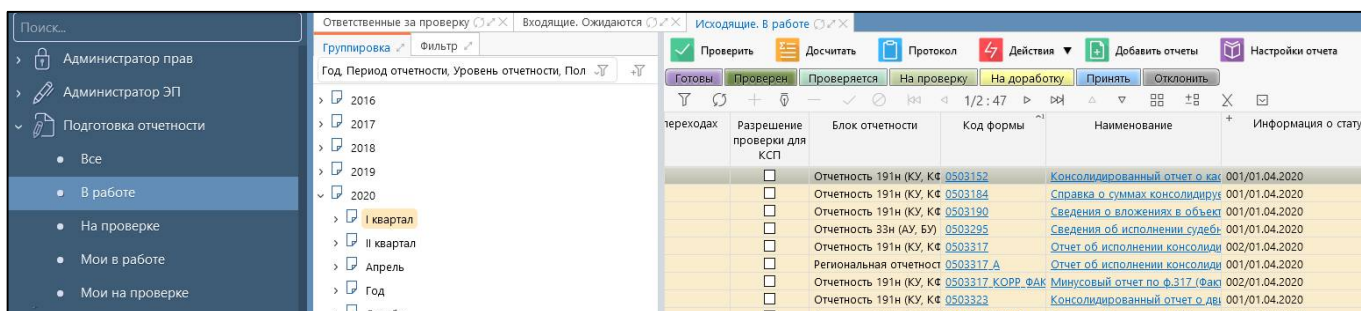 Поиск...
Администратор прав
Администратор ЭП
Подготовка отчетности
Все
В работе
На проверке
Мои в работе
Мои на проверке
Ответственные за проверку Входящие. Ожидаются Исходящие. В работе
Группировка Фильтр
Год, Период отчетности, Уровень отчетности, Пол
2016
2017
2018
2019
2020
I квартал
II квартал
Апрель
Год
Проверить Досчитать Протокол Действия Добавить отчеты Настройки отчета
Готовы Проверен Проверяется На проверку На доработку Принять Отклонить
1/2 : 47
переходах Разрешение проверки для КСП Блок отчетности Код формы Наименование Информация о стату
Отчетность 191н (КУ, КФ 0503152 Консолидированный отчет о кас 001/01.04.2020
Отчетность 191н (КУ, КФ 0503184 Справка о суммах консолидируе 001/01.04.2020
Отчетность 191н (КУ, КФ 0503190 Сведения о вложениях в объект 001/01.04.2020
Отчетность 33н (АУ, БУ) 0503295 Сведения об исполнении судебн 001/01.04.2020
Отчетность 191н (КУ, КФ 0503317 Отчет об исполнении консолиди 002/01.04.2020
Региональная отчетност 0503317_А Отчет об исполнении консолиди 001/01.04.2020
Отчетность 191н (КУ, КФ 0503317_КОРР_ФАК Минусовый отчет по ф.317 (Факт 002/01.04.2020
Отчетность 191н (КУ, КФ 0503323 Консолидированный отчет о дви 001/01.04.2020